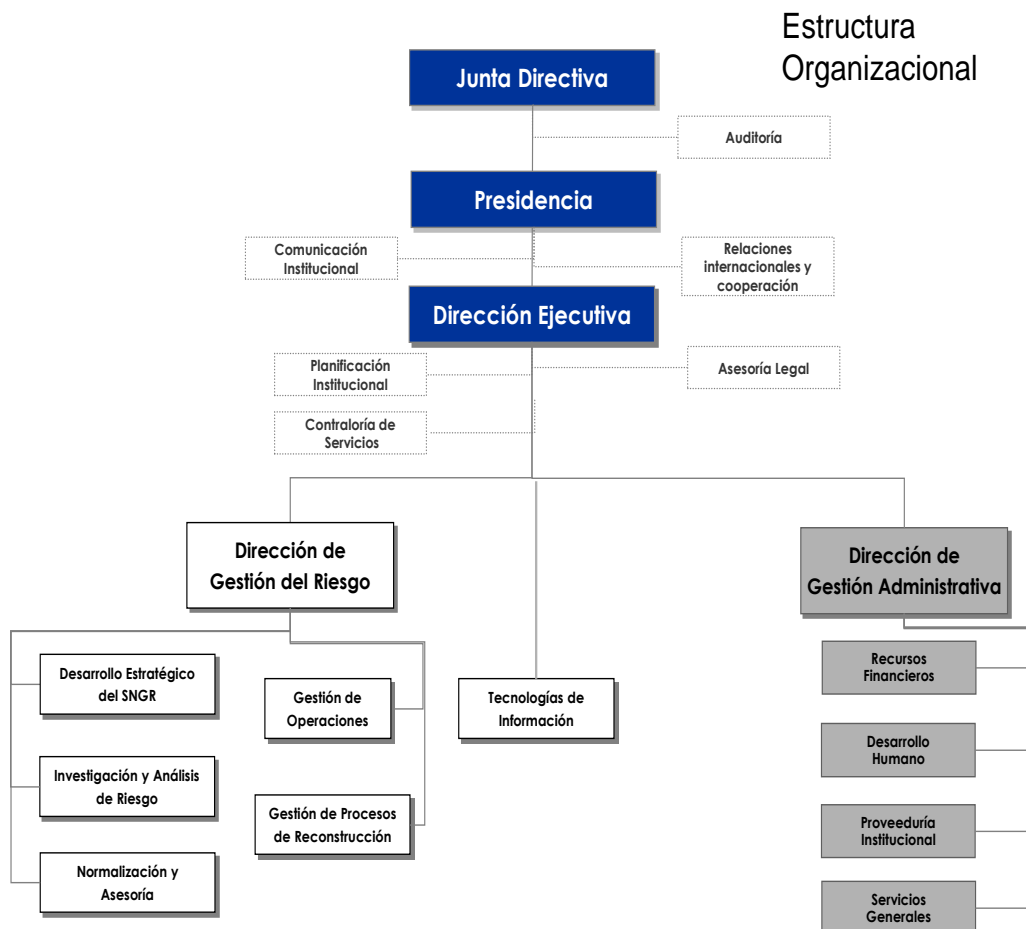 Estructura
Organizacional
Junta Directiva
Auditoría
Presidencia
Comunicación
Institucional
Relaciones
internacionales y
cooperación
Dirección Ejecutiva
Planificación
Institucional
Asesoría Legal
Contraloría de
Servicios
Dirección de
Gestión del Riesgo
Dirección de
Gestión Administrativa
Desarrollo Estratégico
del SNGR
Gestión de
Operaciones
Tecnologías de
Información
Recursos
Financieros
Investigación y Análisis
de Riesgo
Desarrollo
Humano
Gestión de Procesos
de Reconstrucción
Proveeduría
Institucional
Normalización y
Asesoría
Servicios
Generales